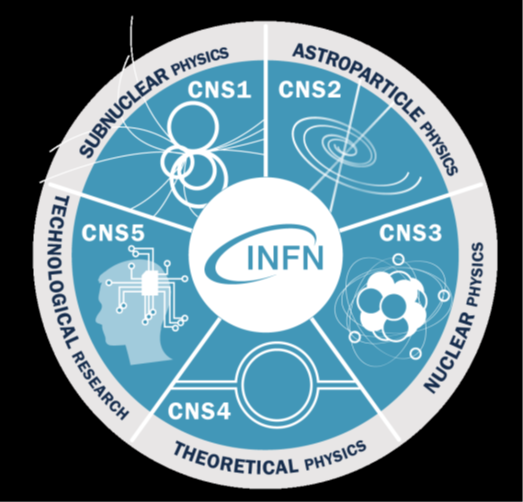 SUBNUCLEAR PHYSICS
CNS1
ASTROPARTICLE PHYSICS
CNS2
NUCLEAR PHYSICS
CNS3
THEORETICAL PHYSICS
CNS4
TECHNOLOGICAL RESEARCH
CNS5
INFN